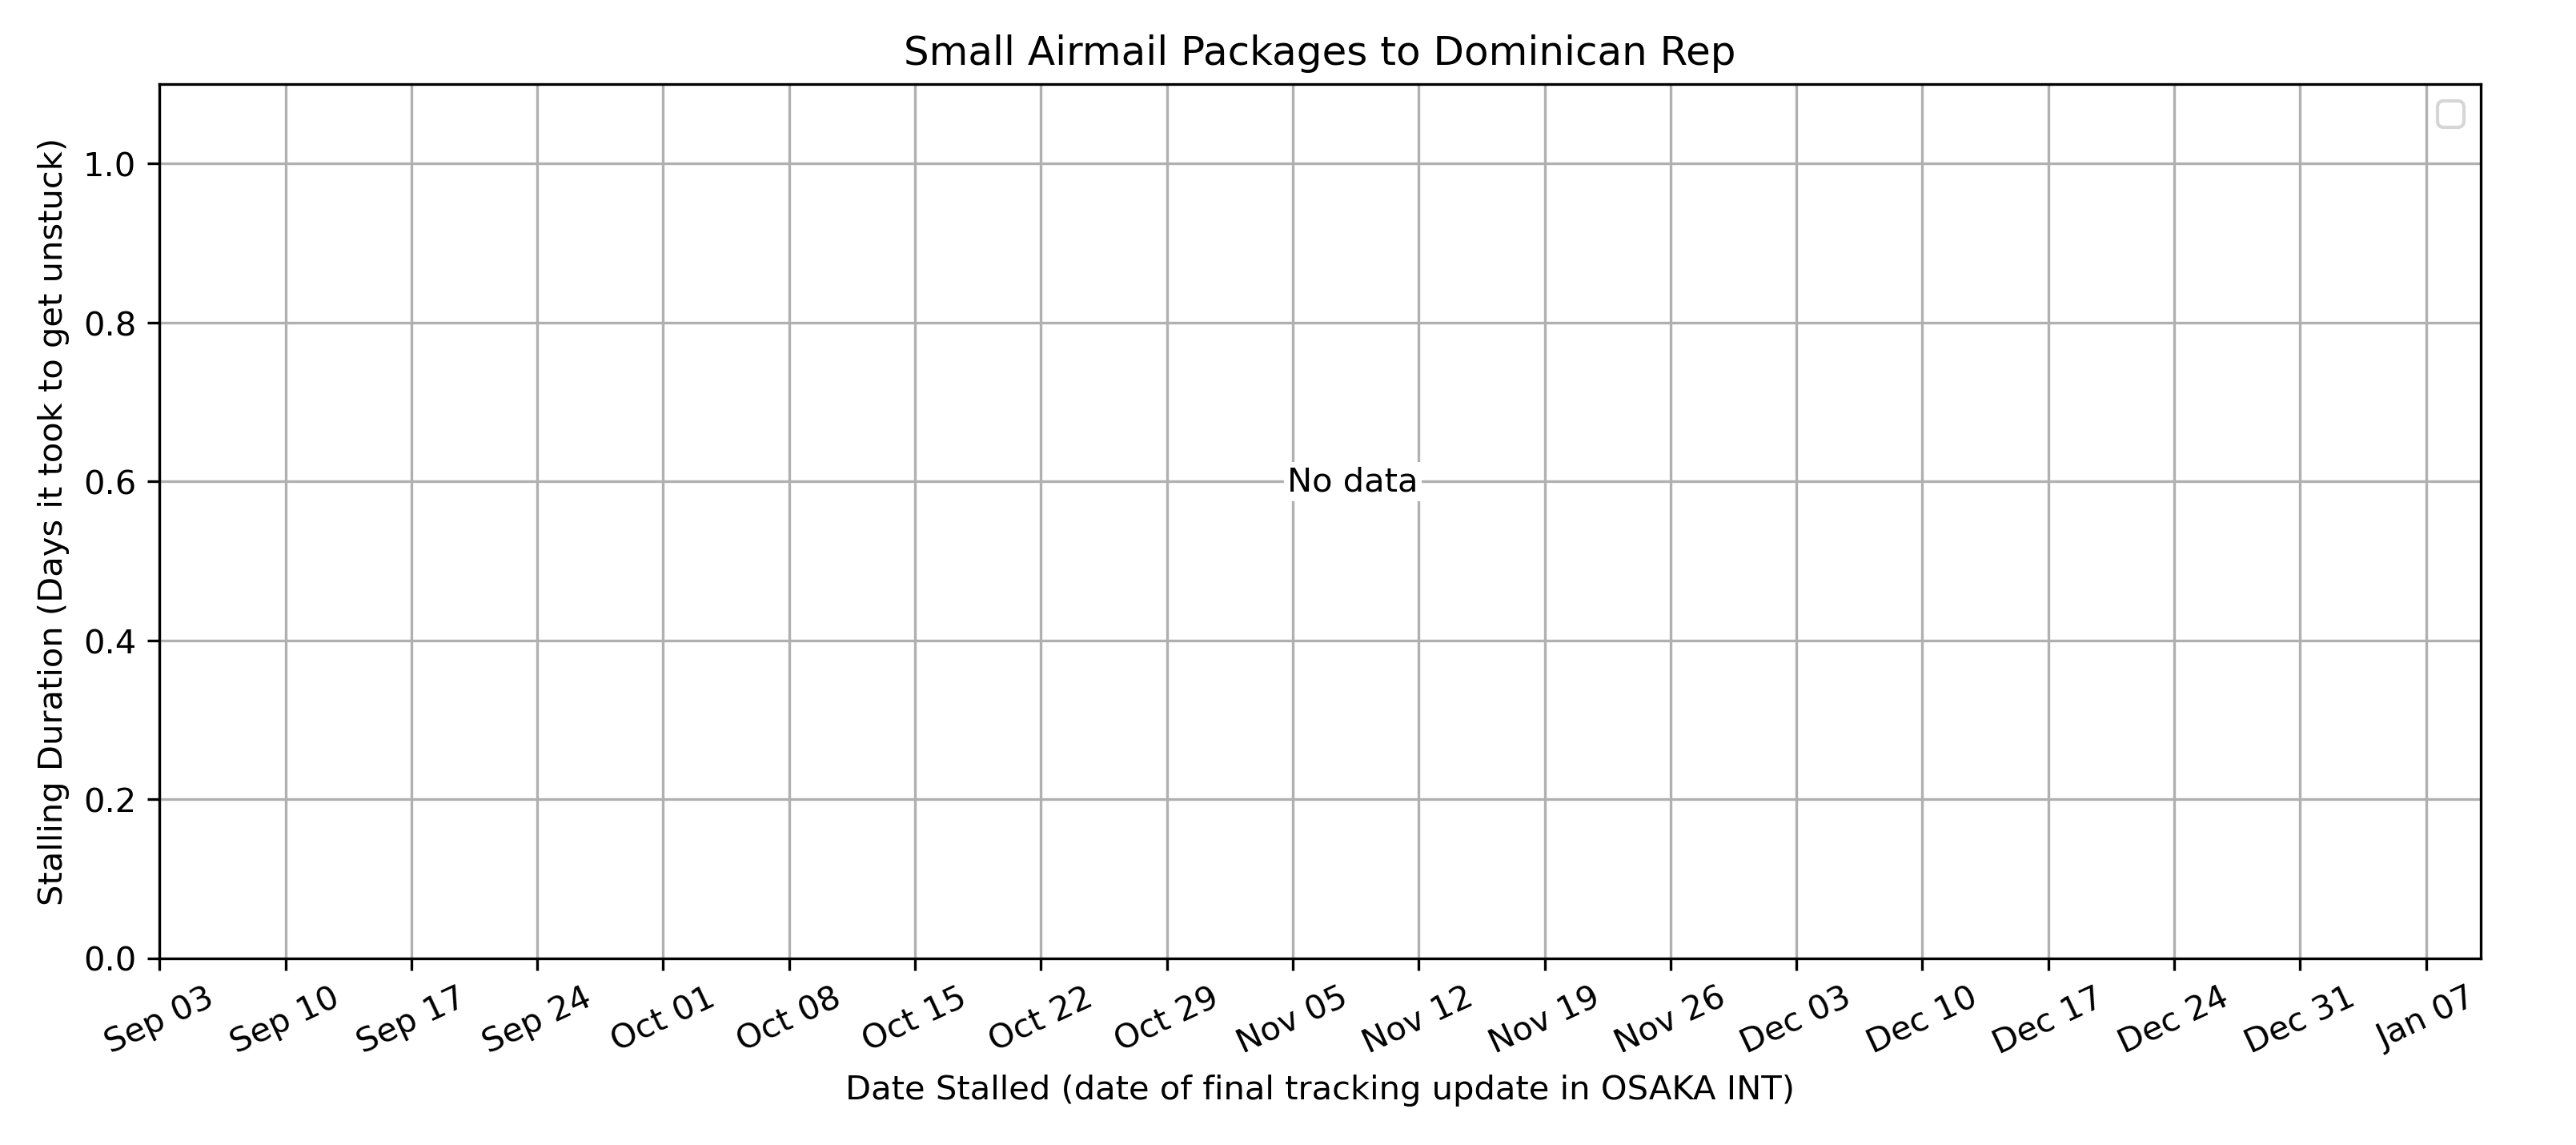 Small Airmail Packages to Dominican Rep
Stalling Duration (Days it took to get unstuck)
1.0
0.8
0.6
0.4
0.2
0.0
No data
Sep 03
Sep 10
Sep 17
Sep 24
Oct 01
Oct 08
Oct 15
Oct 22
Oct 29
Nov 05
Nov 12
Nov 19
Nov 26
Dec 03
Dec 10
Dec 17
Dec 24
Dec 31
Jan 07
Date Stalled (date of final tracking update in OSAKA INT)